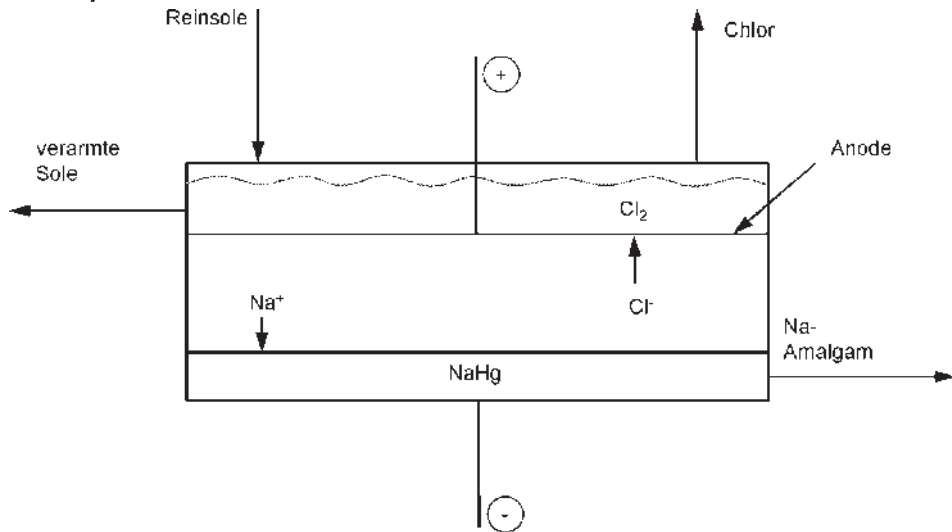 Reinsole
Chlor
+
verarmte
Sole
Anode
Cl₂
Na⁺
Cl⁻
Na-
Amalgam
NaHg
-